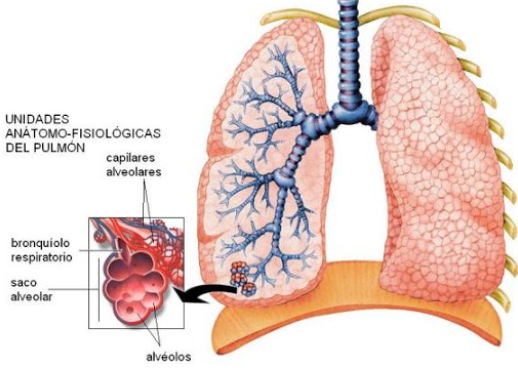 UNIDADES
ANÁTOMO-FISIOLÓGICAS
DEL PULMÓN
capilares
alveolares
bronquíolo
respiratorio
saco
alveolar
alvéolos